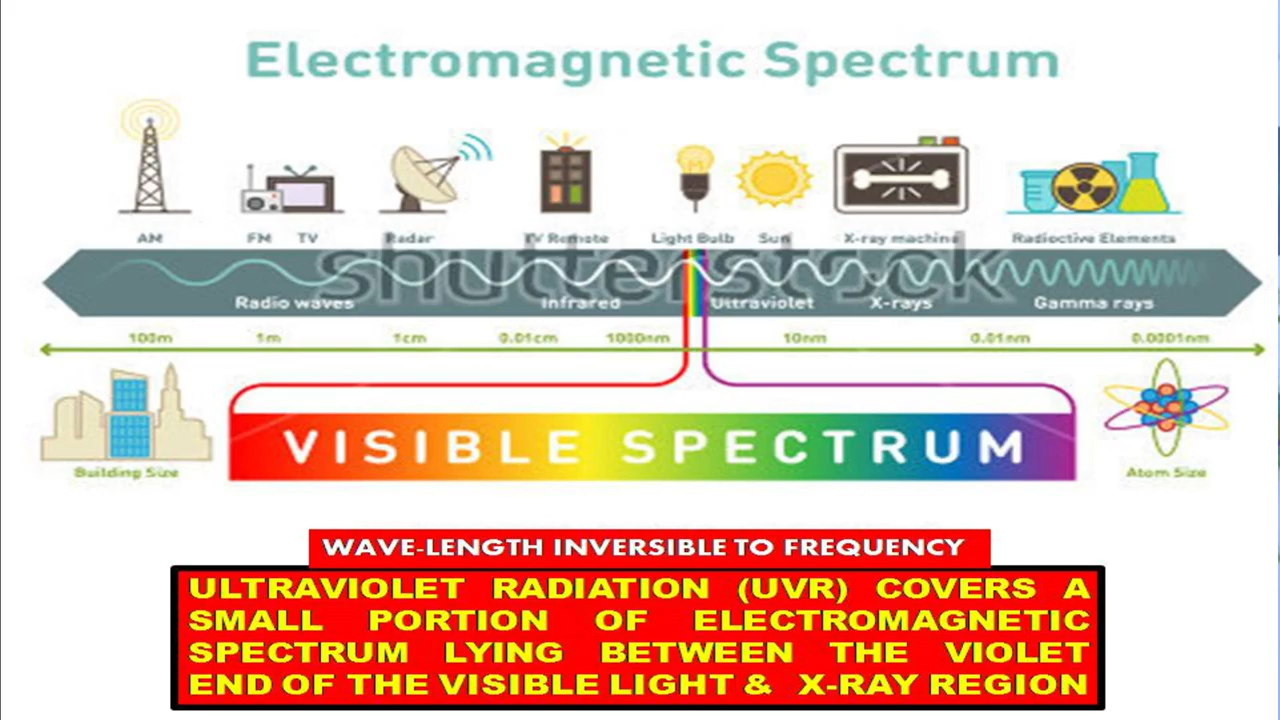 Electromagnetic Spectrum
AM FM TV Radar TV Remote Light Bulb Sun X-ray machine Radioctive Elements
shutterstock
Radio waves Infrared Ultraviolet X-rays Gamma rays
100m 1m 1cm 0.01cm 1000nm 10nm 0.01nm 0.0001nm
VISIBLE SPECTRUM
Building Size Atom Size
WAVE-LENGTH INVERSIBLE TO FREQUENCY
ULTRAVIOLET RADIATION (UVR) COVERS A
SMALL PORTION OF ELECTROMAGNETIC
SPECTRUM LYING BETWEEN THE VIOLET
END OF THE VISIBLE LIGHT & X-RAY REGION